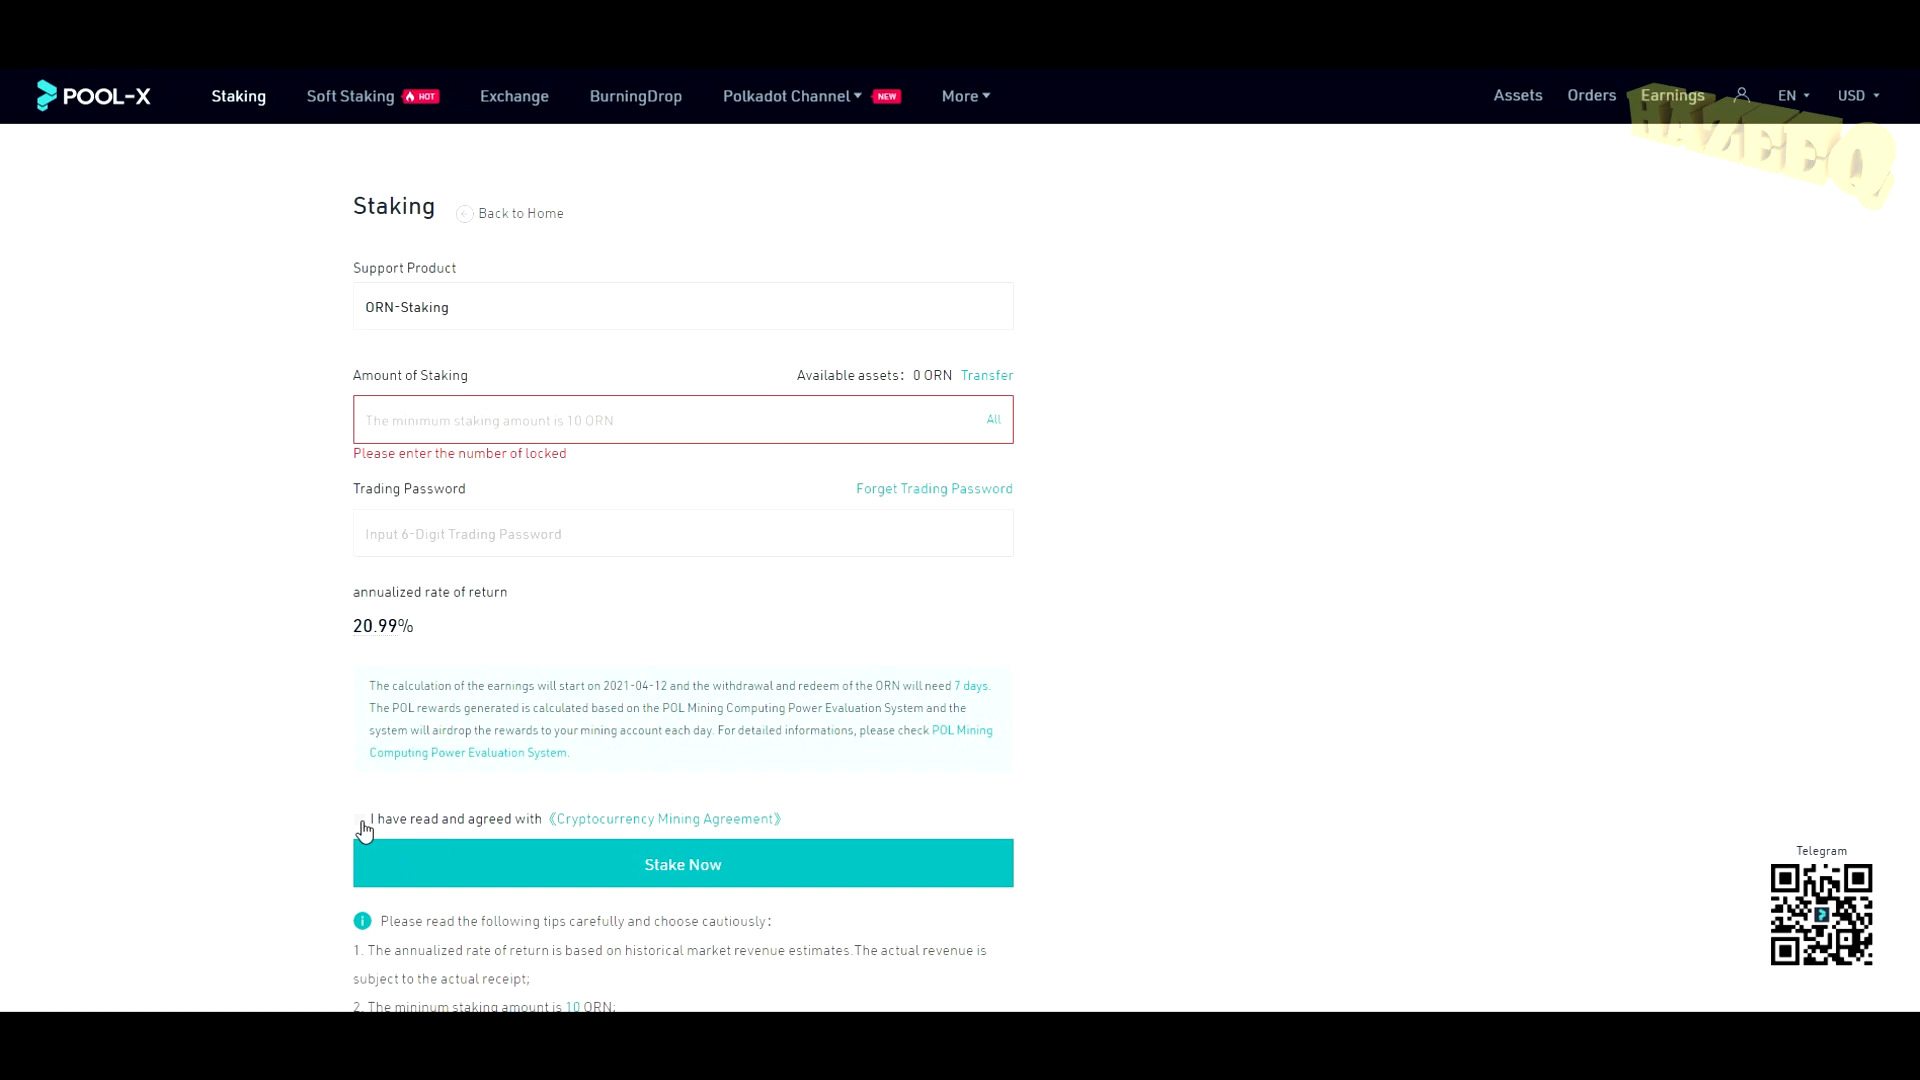 POOL-X
Staking
Soft Staking HOT
Exchange
BurningDrop
Polkadot Channel NEW
More
Assets
Orders
Earnings
EN
USD
HAZEEQ
Staking
Back to Home
Support Product
ORN-Staking
Amount of Staking
Available assets: 0 ORN Transfer
The minimum staking amount is 10 ORN
All
Please enter the number of locked
Trading Password
Forget Trading Password
Input 6-Digit Trading Password
annualized rate of return
20.99%
The calculation of the earnings will start on 2021-04-12 and the withdrawal and redeem of the ORN will need 7 days.
The POL rewards generated is calculated based on the POL Mining Computing Power Evaluation System and the
system will airdrop the rewards to your mining account each day. For detailed informations, please check POL Mining
Computing Power Evaluation System.
I have read and agreed with 《Cryptocurrency Mining Agreement》
Stake Now
Telegram
Please read the following tips carefully and choose cautiously:
1. The annualized rate of return is based on historical market revenue estimates.The actual revenue is
subject to the actual receipt;
2. The mininum staking amount is 10 ORN;